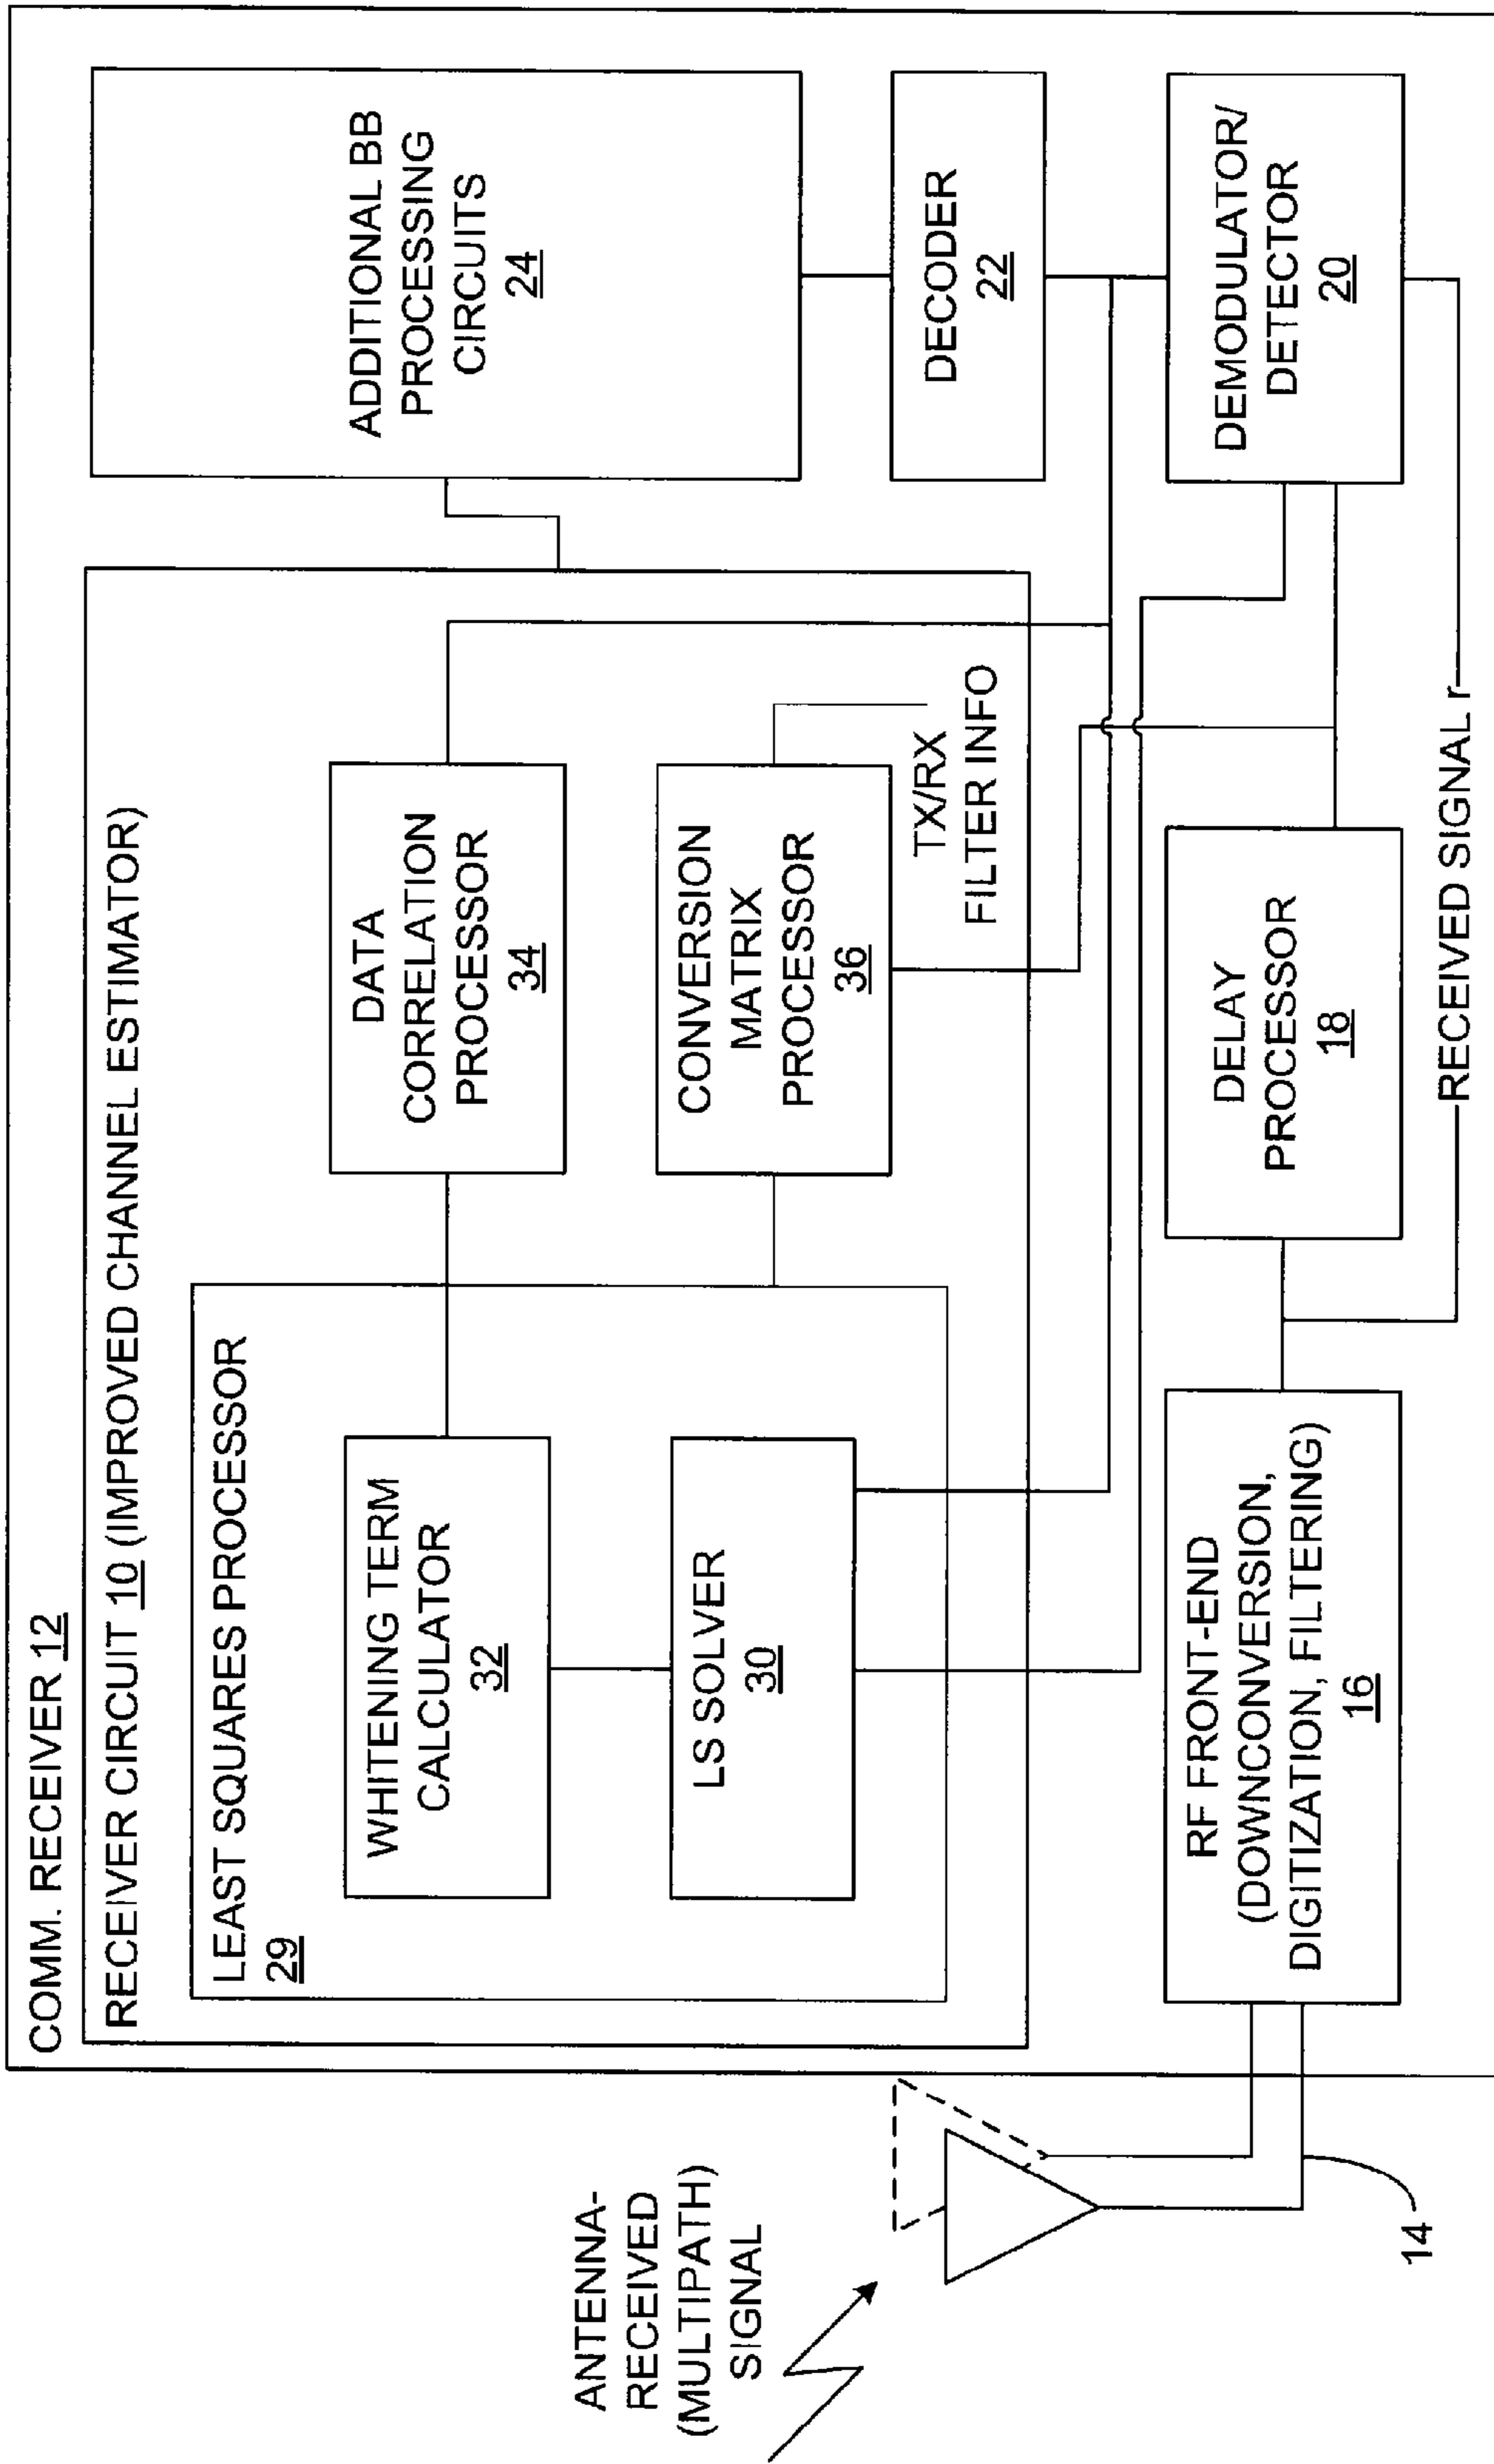 COMM. RECEIVER 12
RECEIVER CIRCUIT 10 (IMPROVED CHANNEL ESTIMATOR)
LEAST SQUARES PROCESSOR
29
WHITENING TERM
CALCULATOR
32
LS SOLVER
30
DATA
CORRELATION
PROCESSOR
34
CONVERSION
MATRIX
PROCESSOR
36
TX/RX
FILTER INFO
ADDITIONAL BB
PROCESSING
CIRCUITS
24
DECODER
22
DEMODULATOR/
DETECTOR
20
ANTENNA-
RECEIVED
(MULTIPATH)
SIGNAL
14
RF FRONT-END
(DOWNCONVERSION,
DIGITIZATION, FILTERING)
16
DELAY
PROCESSOR
18
RECEIVED SIGNAL r